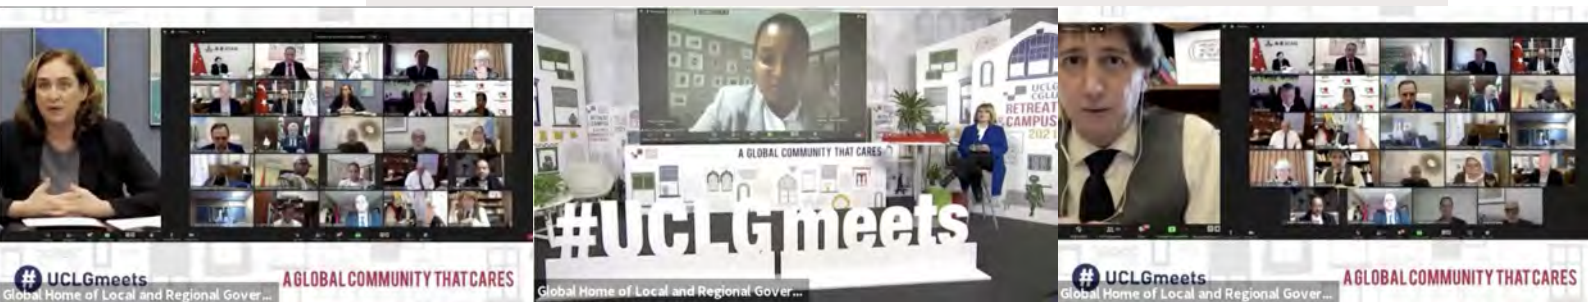 # UCLGmeets
A GLOBAL COMMUNITY THAT CARES
Global Home of Local and Regional Gover...
UCLG
CGLU
RETREAT
&CAMPUS
2021
A GLOBAL COMMUNITY THAT CARES
#UCLGmeets
Global Home of Local and Regional Gover...
# UCLGmeets
A GLOBAL COMMUNITY THAT CARES
Global Home of Local and Regional Gover...